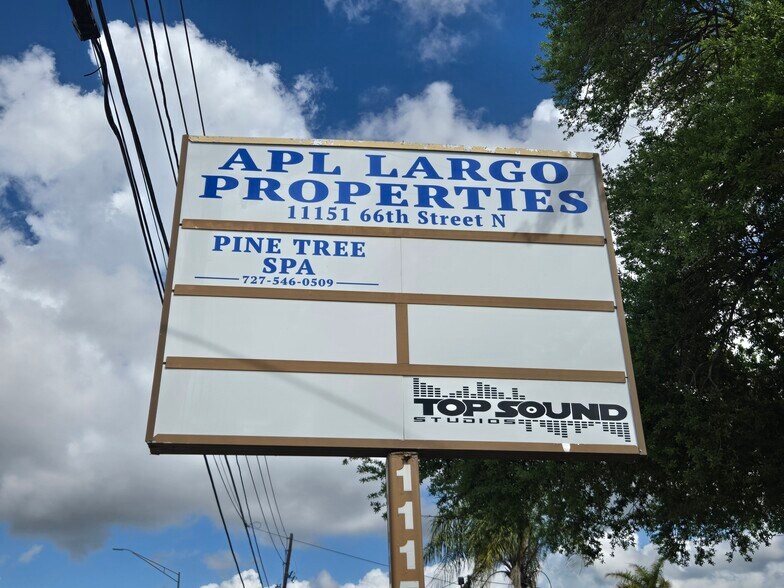 APL LARGO
PROPERTIES
11151 66th Street N
PINE TREE
SPA
727-546-0509
TOP SOUND
STUDIOS
1
1
1